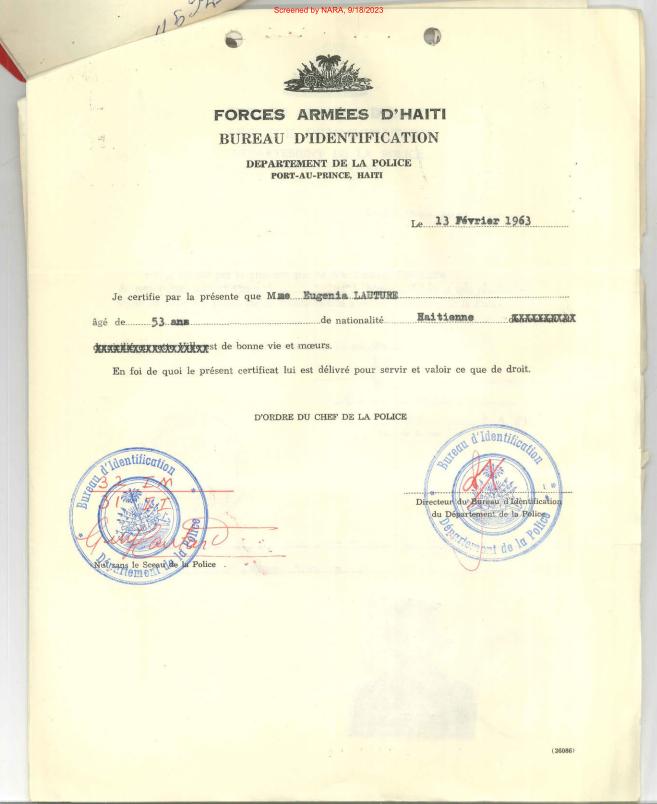 Screened by NARA, 9/18/2023
FORCES ARMÉES D'HAITI
BUREAU D'IDENTIFICATION
DEPARTEMENT DE LA POLICE
PORT-AU-PRINCE, HAITI
Le 13 Février 1963
Je certifie par la présente que Mme Eugenia LAUTURE
âgé de 53 ans de nationalité Haitienne dXXXXXXXXX
XXXXXXXXXXXXXXXXXX est de bonne vie et mœurs.
En foi de quoi le présent certificat lui est délivré pour servir et valoir ce que de droit.
D'ORDRE DU CHEF DE LA POLICE
Bureau d'Identification
Département de la Police
32 IN
Bureau d'Identification
Département de la Police
Directeur du Bureau d'Identification
du Département de la Police
Nul sans le Sceau de la Police
(36086)